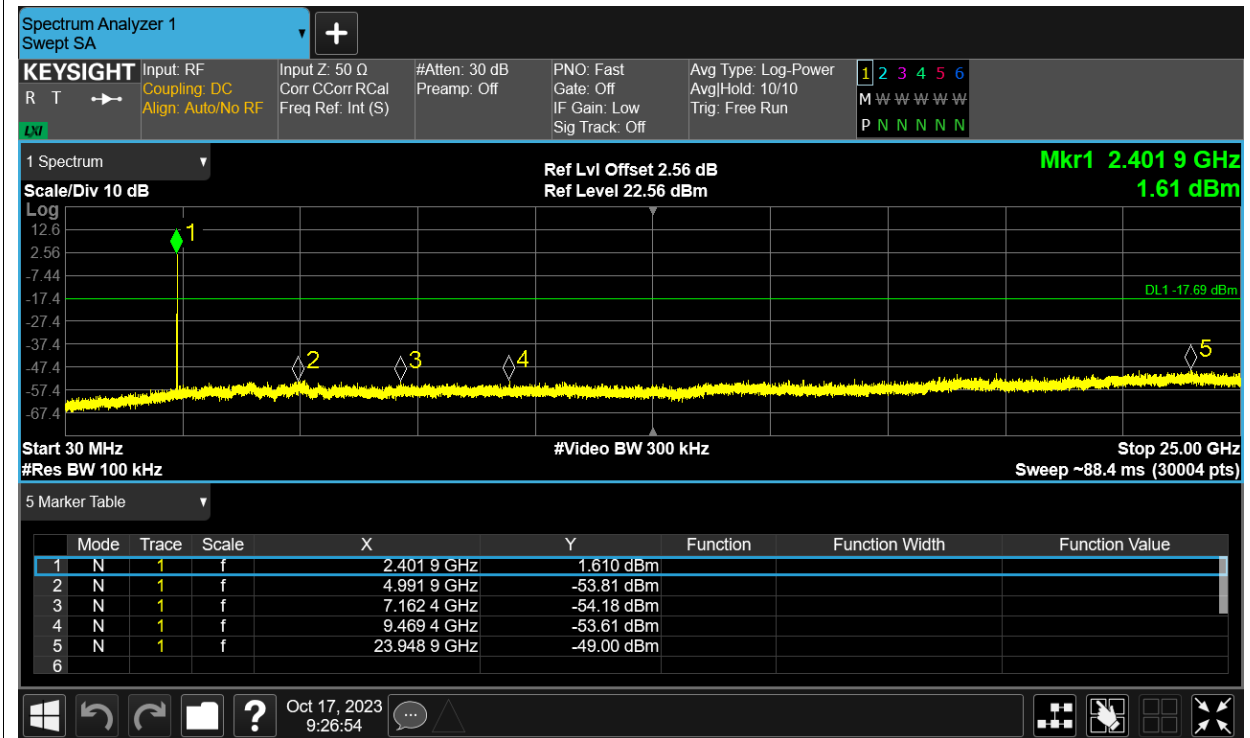 Spectrum Analyzer 1
Swept SA
+
KEYSIGHT
R T
LXI
Input: RF
Coupling: DC
Align: Auto/No RF
Input Z: 50 Ω
Corr CCorr RCal
Freq Ref: Int (S)
#Atten: 30 dB
Preamp: Off
PNO: Fast
Gate: Off
IF Gain: Low
Sig Track: Off
Avg Type: Log-Power
Avg|Hold: 10/10
Trig: Free Run
1 2 3 4 5 6
M W W W W W
P N N N N N
1 Spectrum
Scale/Div 10 dB
Ref Lvl Offset 2.56 dB
Ref Level 22.56 dBm
Mkr1 2.401 9 GHz
1.61 dBm
Log
12.6
2.56
-7.44
-17.4
-27.4
-37.4
-47.4
-57.4
-67.4
1
2
3
4
5
DL1 -17.69 dBm
Start 30 MHz
#Video BW 300 kHz
Stop 25.00 GHz
#Res BW 100 kHz
Sweep ~88.4 ms (30004 pts)
5 Marker Table
Mode Trace Scale X Y Function Function Width Function Value
1 N 1 f 2.401 9 GHz 1.610 dBm
2 N 1 f 4.991 9 GHz -53.81 dBm
3 N 1 f 7.162 4 GHz -54.18 dBm
4 N 1 f 9.469 4 GHz -53.61 dBm
5 N 1 f 23.948 9 GHz -49.00 dBm
6
?
Oct 17, 2023
9:26:54